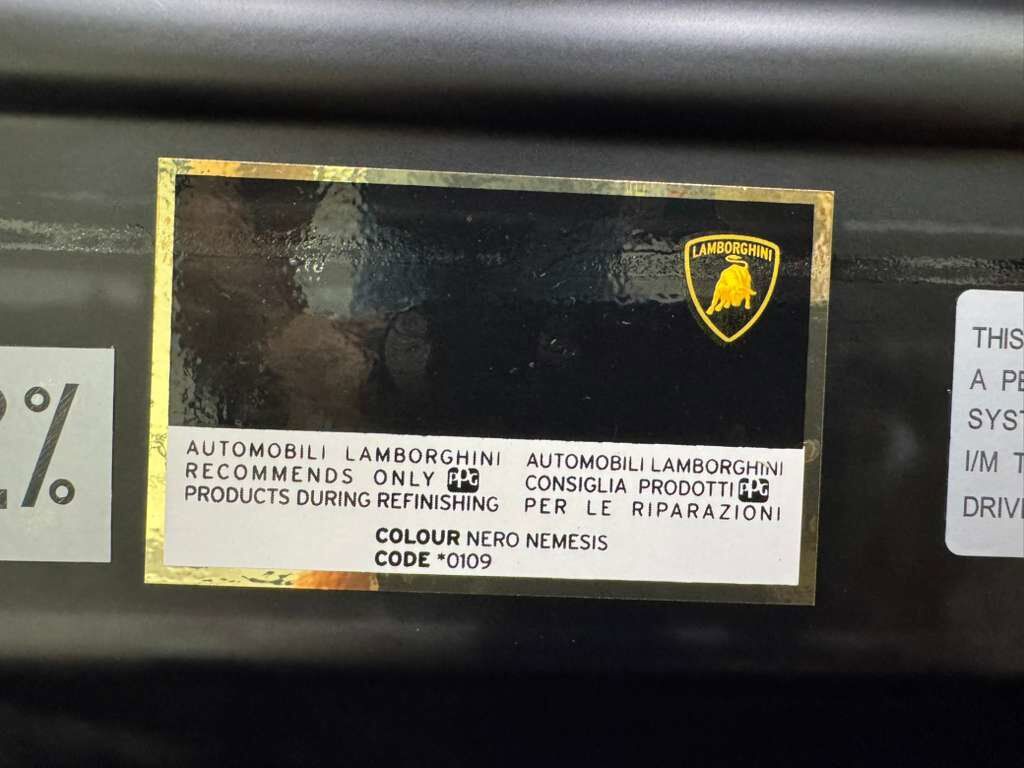 LAMBORGHINI
AUTOMOBILI LAMBORGHINI
RECOMMENDS ONLY PPG
PRODUCTS DURING REFINISHING
AUTOMOBILI LAMBORGHINI
CONSIGLIA PRODOTTI PPG
PER LE RIPARAZIONI
COLOUR NERO NEMESIS
CODE *0109
%
THIS
A PE
SYST
I/M T
DRIVE